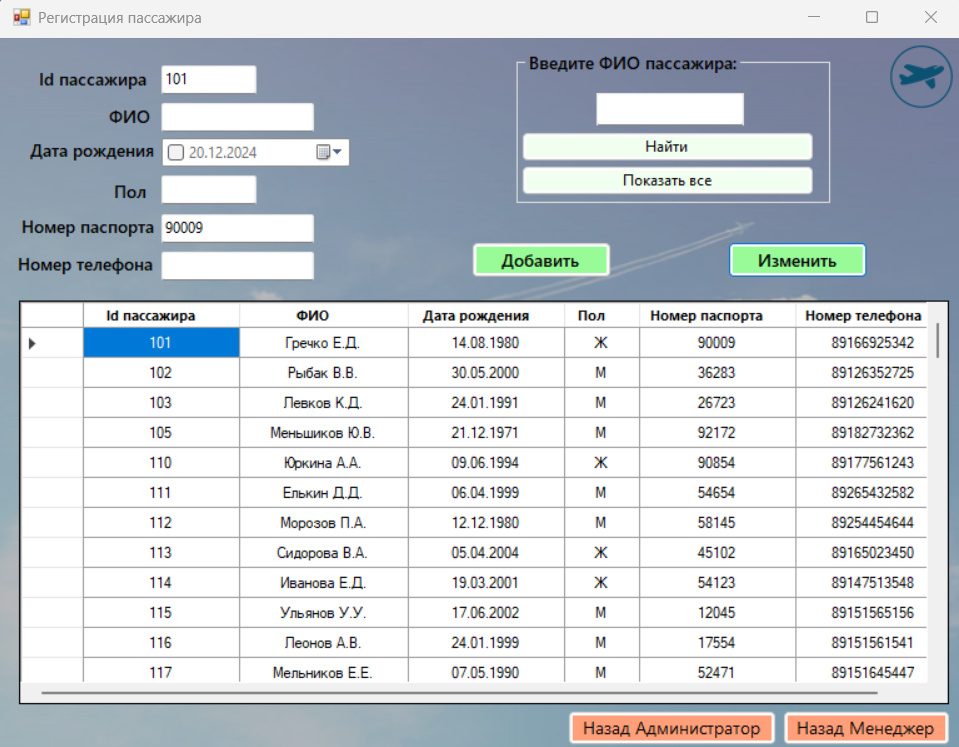 Регистрация пассажира
Id пассажира 101
ФИО
Дата рождения 20.12.2024
Пол
Номер паспорта 90009
Номер телефона
Введите ФИО пассажира:
Найти
Показать все
Добавить Изменить
Id пассажира ФИО Дата рождения Пол Номер паспорта Номер телефона
101 Гречко Е.Д. 14.08.1980 Ж 90009 89166925342
102 Рыбак В.В. 30.05.2000 М 36283 89126352725
103 Левков К.Д. 24.01.1991 М 26723 89126241620
105 Меньшиков Ю.В. 21.12.1971 М 92172 89182732362
110 Юркина А.А. 09.06.1994 Ж 90854 89177561243
111 Елькин Д.Д. 06.04.1999 М 54654 89265432582
112 Морозов П.А. 12.12.1980 М 58145 89254454644
113 Сидорова В.А. 05.04.2004 Ж 45102 89165023450
114 Иванова Е.Д. 19.03.2001 Ж 54123 89147513548
115 Ульянов У.У. 17.06.2002 М 12045 89151565156
116 Леонов А.В. 24.01.1999 М 17554 89151561541
117 Мельников Е.Е. 07.05.1990 М 52471 89151645447
Назад Администратор Назад Менеджер